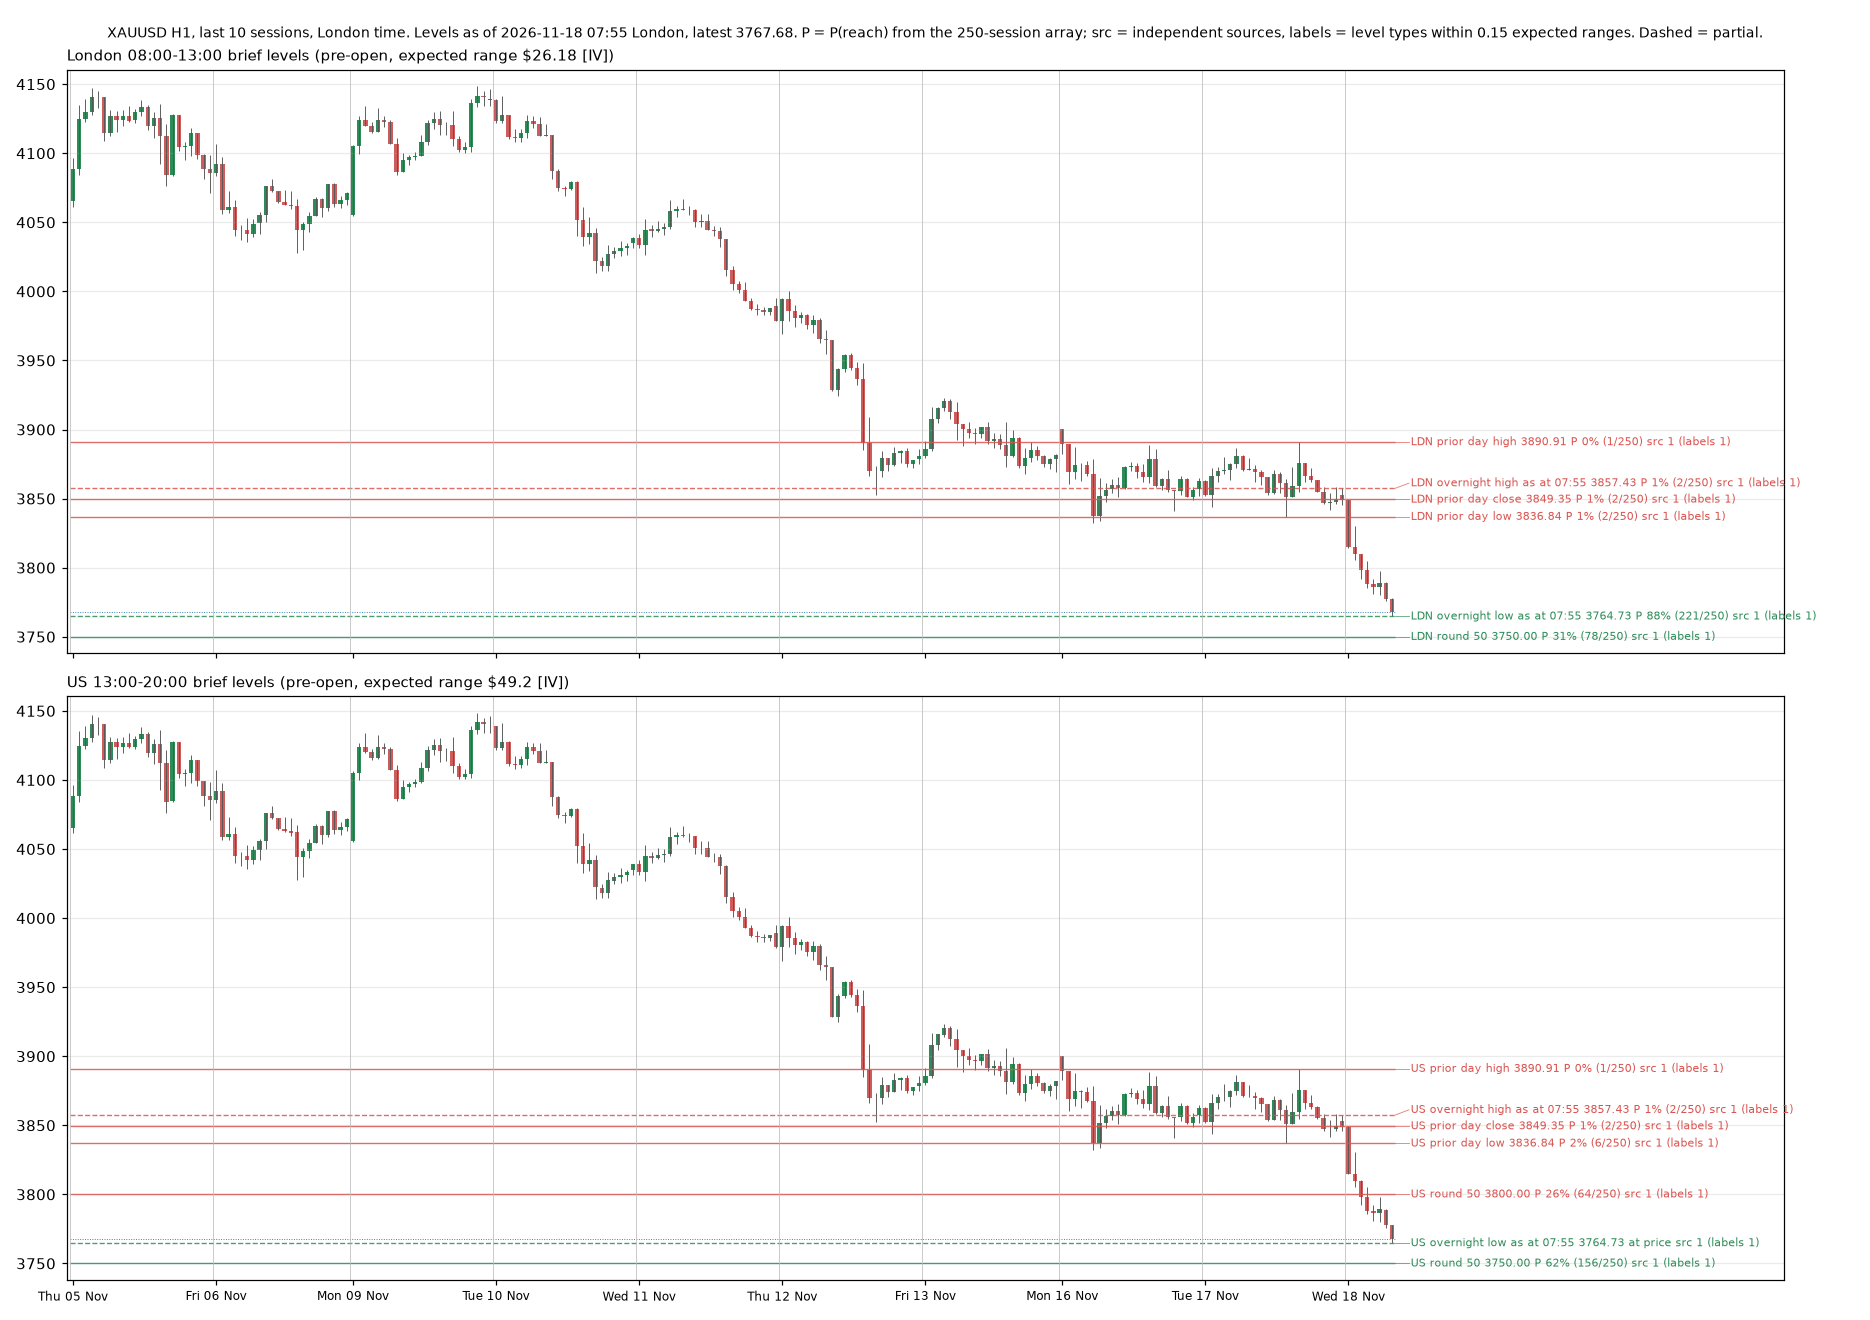 XAUUSD H1, last 10 sessions, London time. Levels as of 2026-11-18 07:55 London, latest 3767.68. P = P(reach) from the 250-session array; src = independent sources, labels = level types within 0.15 expected ranges. Dashed = partial.
London 08:00-13:00 brief levels (pre-open, expected range $26.18 [IV])
4150
4100
4050
4000
3950
3900
LDN prior day high 3890.91 P 0% (1/250) src 1 (labels 1)
LDN overnight high as at 07:55 3857.43 P 1% (2/250) src 1 (labels 1)
3850
LDN prior day close 3849.35 P 1% (2/250) src 1 (labels 1)
LDN prior day low 3836.84 P 1% (2/250) src 1 (labels 1)
3800
LDN overnight low as at 07:55 3764.73 P 88% (221/250) src 1 (labels 1)
3750
LDN round 50 3750.00 P 31% (78/250) src 1 (labels 1)
US 13:00-20:00 brief levels (pre-open, expected range $49.2 [IV])
4150
4100
4050
4000
3950
3900
US prior day high 3890.91 P 0% (1/250) src 1 (labels 1)
US overnight high as at 07:55 3857.43 P 1% (2/250) src 1 (labels 1)
3850
US prior day close 3849.35 P 1% (2/250) src 1 (labels 1)
US prior day low 3836.84 P 2% (6/250) src 1 (labels 1)
3800
US round 50 3800.00 P 26% (64/250) src 1 (labels 1)
US overnight low as at 07:55 3764.73 at price src 1 (labels 1)
3750
US round 50 3750.00 P 62% (156/250) src 1 (labels 1)
Thu 05 Nov
Fri 06 Nov
Mon 09 Nov
Tue 10 Nov
Wed 11 Nov
Thu 12 Nov
Fri 13 Nov
Mon 16 Nov
Tue 17 Nov
Wed 18 Nov